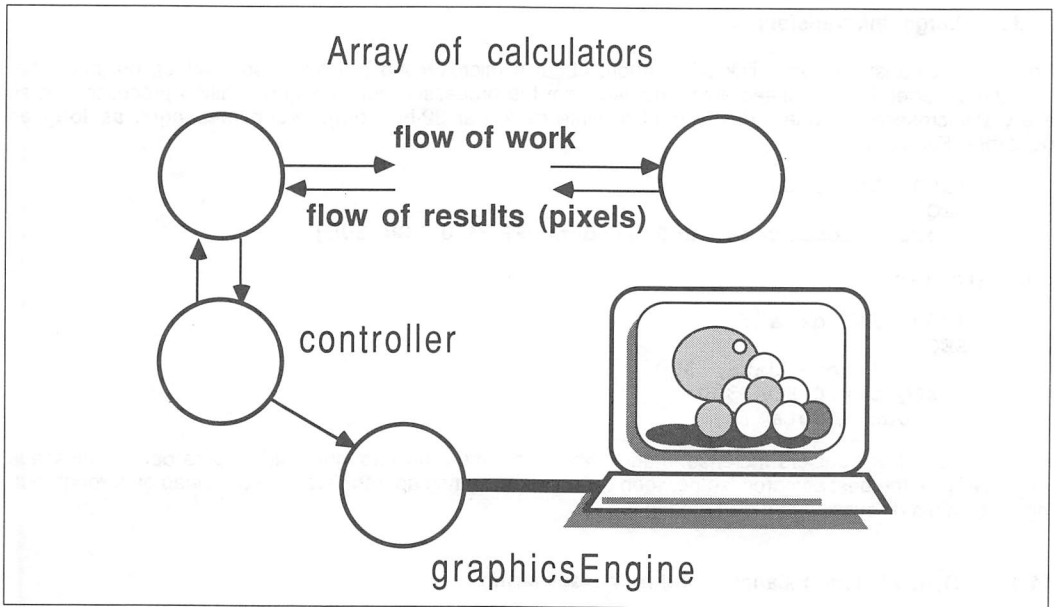 Array of calculators
flow of work
flow of results (pixels)
controller
graphicsEngine